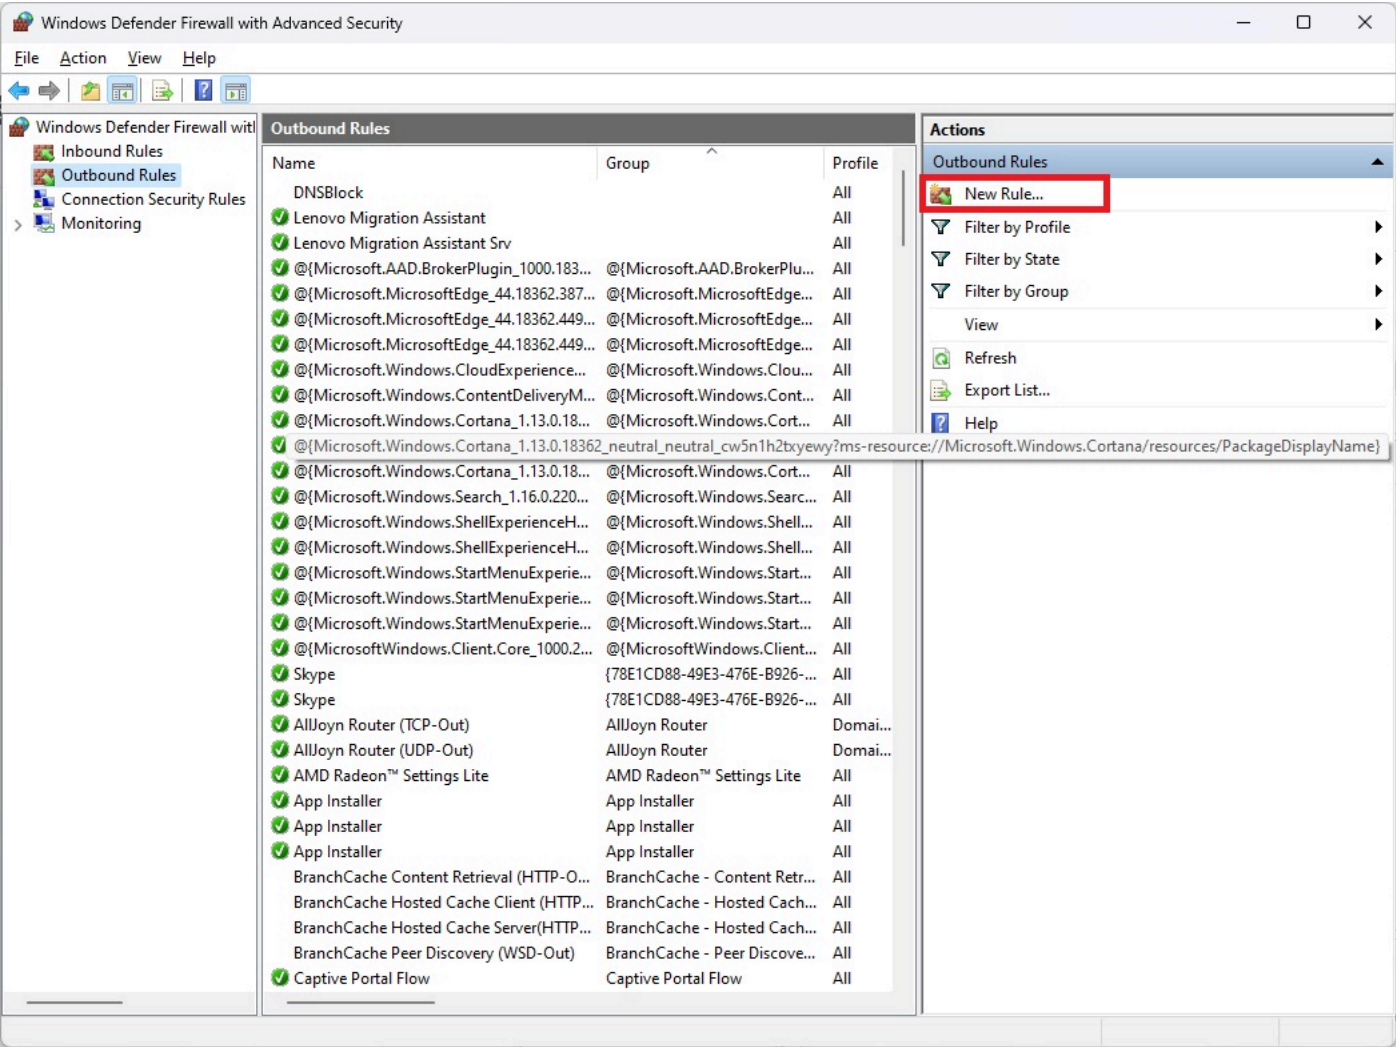 Windows Defender Firewall with Advanced Security
File Action View Help
Windows Defender Firewall with
Inbound Rules
Outbound Rules
Connection Security Rules
Monitoring
Outbound Rules
Name Group Profile
DNSBlock All
Lenovo Migration Assistant All
Lenovo Migration Assistant Srv All
@{Microsoft.AAD.BrokerPlugin_1000.183... @{Microsoft.AAD.BrokerPlu... All
@{Microsoft.MicrosoftEdge_44.18362.387... @{Microsoft.MicrosoftEdge... All
@{Microsoft.MicrosoftEdge_44.18362.449... @{Microsoft.MicrosoftEdge... All
@{Microsoft.MicrosoftEdge_44.18362.449... @{Microsoft.MicrosoftEdge... All
@{Microsoft.Windows.CloudExperience... @{Microsoft.Windows.Clou... All
@{Microsoft.Windows.ContentDeliveryM... @{Microsoft.Windows.Cont... All
@{Microsoft.Windows.Cortana_1.13.0.18... @{Microsoft.Windows.Cort... All
@{Microsoft.Windows.Cortana_1.13.0.18362_neutral_neutral_cw5n1h2txyewy?ms-resource://Microsoft.Windows.Cortana/resources/PackageDisplayName}
@{Microsoft.Windows.Cortana_1.13.0.18... @{Microsoft.Windows.Cort... All
@{Microsoft.Windows.Search_1.16.0.220... @{Microsoft.Windows.Searc... All
@{Microsoft.Windows.ShellExperienceH... @{Microsoft.Windows.Shell... All
@{Microsoft.Windows.ShellExperienceH... @{Microsoft.Windows.Shell... All
@{Microsoft.Windows.StartMenuExperie... @{Microsoft.Windows.Start... All
@{Microsoft.Windows.StartMenuExperie... @{Microsoft.Windows.Start... All
@{Microsoft.Windows.StartMenuExperie... @{Microsoft.Windows.Start... All
@{MicrosoftWindows.Client.Core_1000.2... @{MicrosoftWindows.Client... All
Skype {78E1CD88-49E3-476E-B926-... All
Skype {78E1CD88-49E3-476E-B926-... All
AllJoyn Router (TCP-Out) AllJoyn Router Domai...
AllJoyn Router (UDP-Out) AllJoyn Router Domai...
AMD Radeon™ Settings Lite AMD Radeon™ Settings Lite All
App Installer App Installer All
App Installer App Installer All
App Installer App Installer All
BranchCache Content Retrieval (HTTP-O... BranchCache - Content Retr... All
BranchCache Hosted Cache Client (HTTP... BranchCache - Hosted Cach... All
BranchCache Hosted Cache Server(HTTP... BranchCache - Hosted Cach... All
BranchCache Peer Discovery (WSD-Out) BranchCache - Peer Discove... All
Captive Portal Flow Captive Portal Flow All
Actions
Outbound Rules
New Rule...
Filter by Profile
Filter by State
Filter by Group
View
Refresh
Export List...
Help